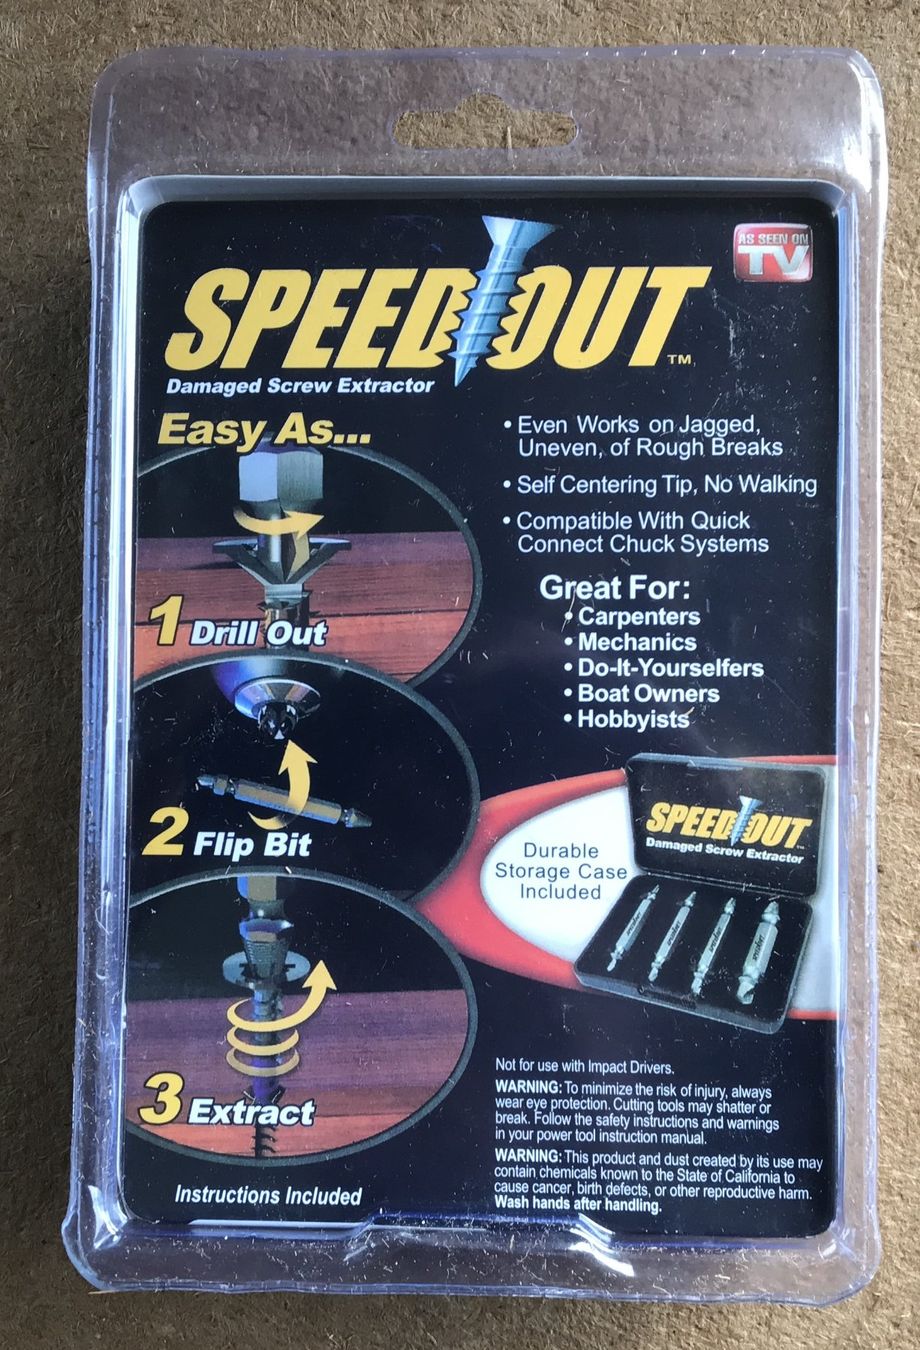 AS SEEN ON
TV
SPEED OUT™
Damaged Screw Extractor
Easy As...
1 Drill Out
2 Flip Bit
3 Extract
Instructions Included
• Even Works on Jagged,
Uneven, of Rough Breaks
• Self Centering Tip, No Walking
• Compatible With Quick
Connect Chuck Systems
Great For:
• Carpenters
• Mechanics
• Do-It-Yourselfers
• Boat Owners
• Hobbyists
Durable
Storage Case
Included
SPEED OUT™
Damaged Screw Extractor
Not for use with Impact Drivers.
WARNING: To minimize the risk of injury, always
wear eye protection. Cutting tools may shatter or
break. Follow the safety instructions and warnings
in your power tool instruction manual.
WARNING: This product and dust created by its use may
contain chemicals known to the State of California to
cause cancer, birth defects, or other reproductive harm.
Wash hands after handling.